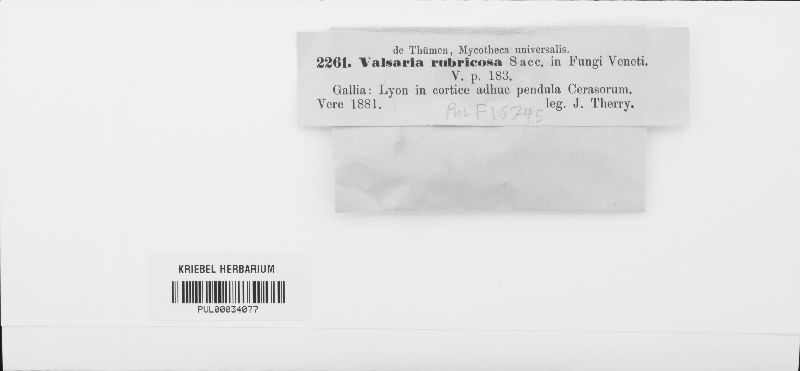 de Thümen, Mycotheca universalis.
2261. Valsaria rubricosa Sacc. in Fungi Veneti.
V. p. 183.
Gallia: Lyon in cortice adhuc pendula Cerasorum.
Vere 1881. leg. J. Therry.
PUL F15745
KRIEBEL HERBARIUM
PUL00034077